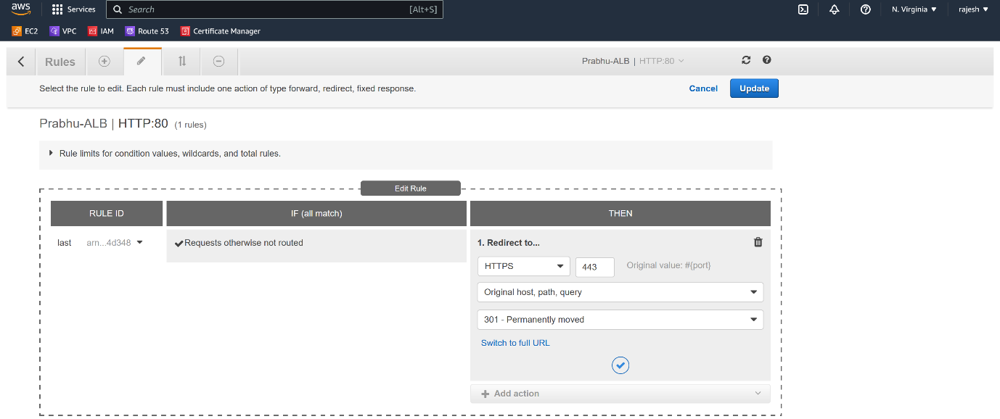 aws Services Search [Alt+S] N. Virginia rajesh
EC2 VPC IAM Route 53 Certificate Manager
Rules Prabhu-ALB | HTTP:80
Select the rule to edit. Each rule must include one action of type forward, redirect, fixed response. Cancel Update
Prabhu-ALB | HTTP:80 (1 rules)
Rule limits for condition values, wildcards, and total rules.
Edit Rule
RULE ID IF (all match) THEN
last arn...4d348 Requests otherwise not routed 1. Redirect to...
HTTPS 443 Original value: #{port}
Original host, path, query
301 - Permanently moved
Switch to full URL
Add action